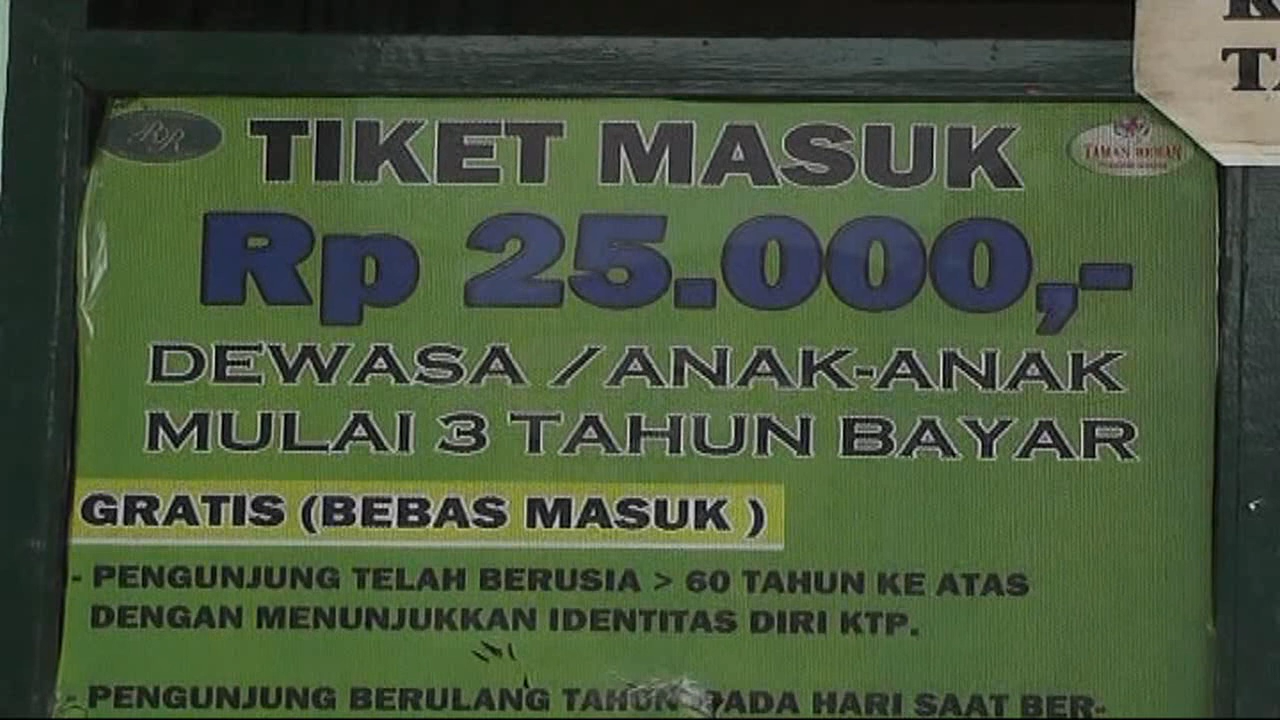 TIKET MASUK
Rp 25.000,-
DEWASA / ANAK-ANAK
MULAI 3 TAHUN BAYAR
GRATIS (BEBAS MASUK )
- PENGUNJUNG TELAH BERUSIA > 60 TAHUN KE ATAS
DENGAN MENUNJUKKAN IDENTITAS DIRI KTP.
- PENGUNJUNG BERULANG TAHUN PADA HARI SAAT BER-